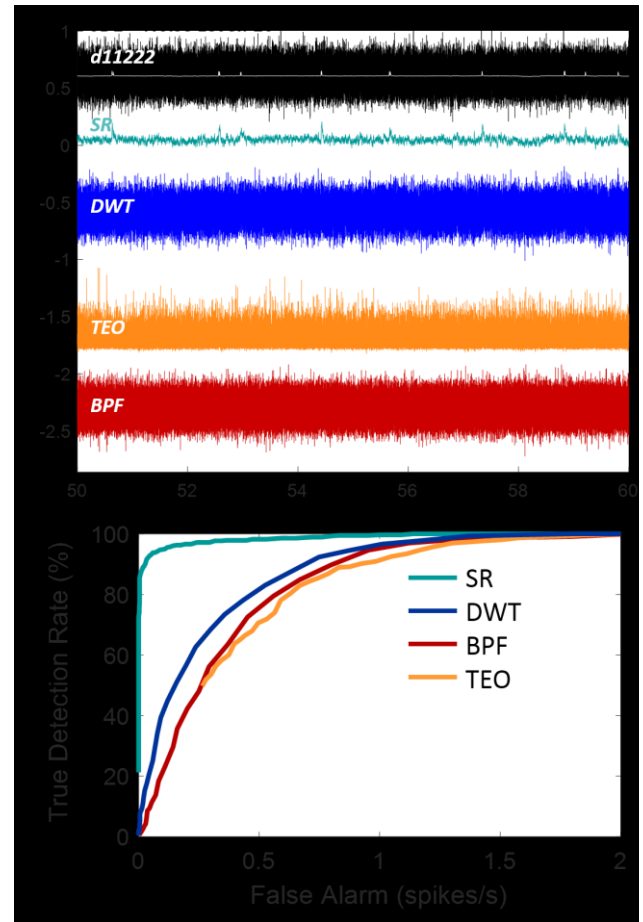 1
d11222
0.5
SR
0
DWT
-0.5
-1
-1.5
TEO
-2
BPF
-2.5
50 52 54 56 58 60
100
80
60
40
20
0
True Detection Rate (%)
SR
DWT
BPF
TEO
0 0.5 1 1.5 2
False Alarm (spikes/s)